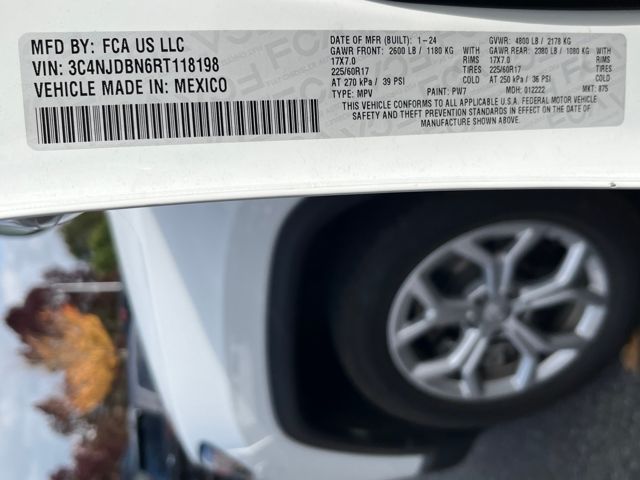 MFD BY: FCA US LLC
VIN: 3C4NJDBN6RT118198
VEHICLE MADE IN: MEXICO
DATE OF MFR (BUILT): 1-24 GVWR: 4800 LB / 2178 KG
GAWR FRONT: 2600 LB / 1180 KG WITH GAWR REAR: 2380 LB / 1080 KG WITH
17X7.0 RIMS 17X7.0 RIMS
225/60R17 TIRES 225/60R17 TIRES
AT 270 kPa / 39 PSI COLD AT 250 kPa / 36 PSI COLD
TYPE: MPV PAINT: PW7 MDH: 012222 MKT: 875
THIS VEHICLE CONFORMS TO ALL APPLICABLE U.S.A. FEDERAL MOTOR VEHICLE
SAFETY AND THEFT PREVENTION STANDARDS IN EFFECT ON THE DATE OF
MANUFACTURE SHOWN ABOVE.